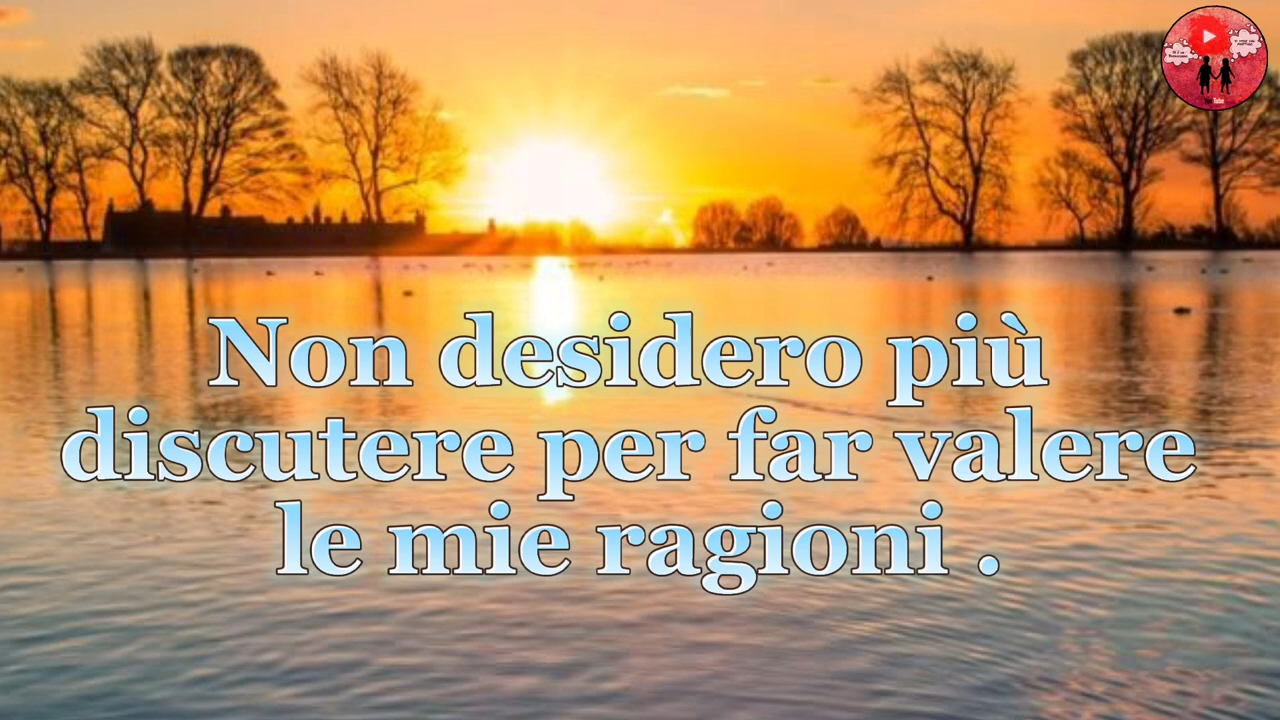 Non desidero più
discutere per far valere
le mie ragioni .